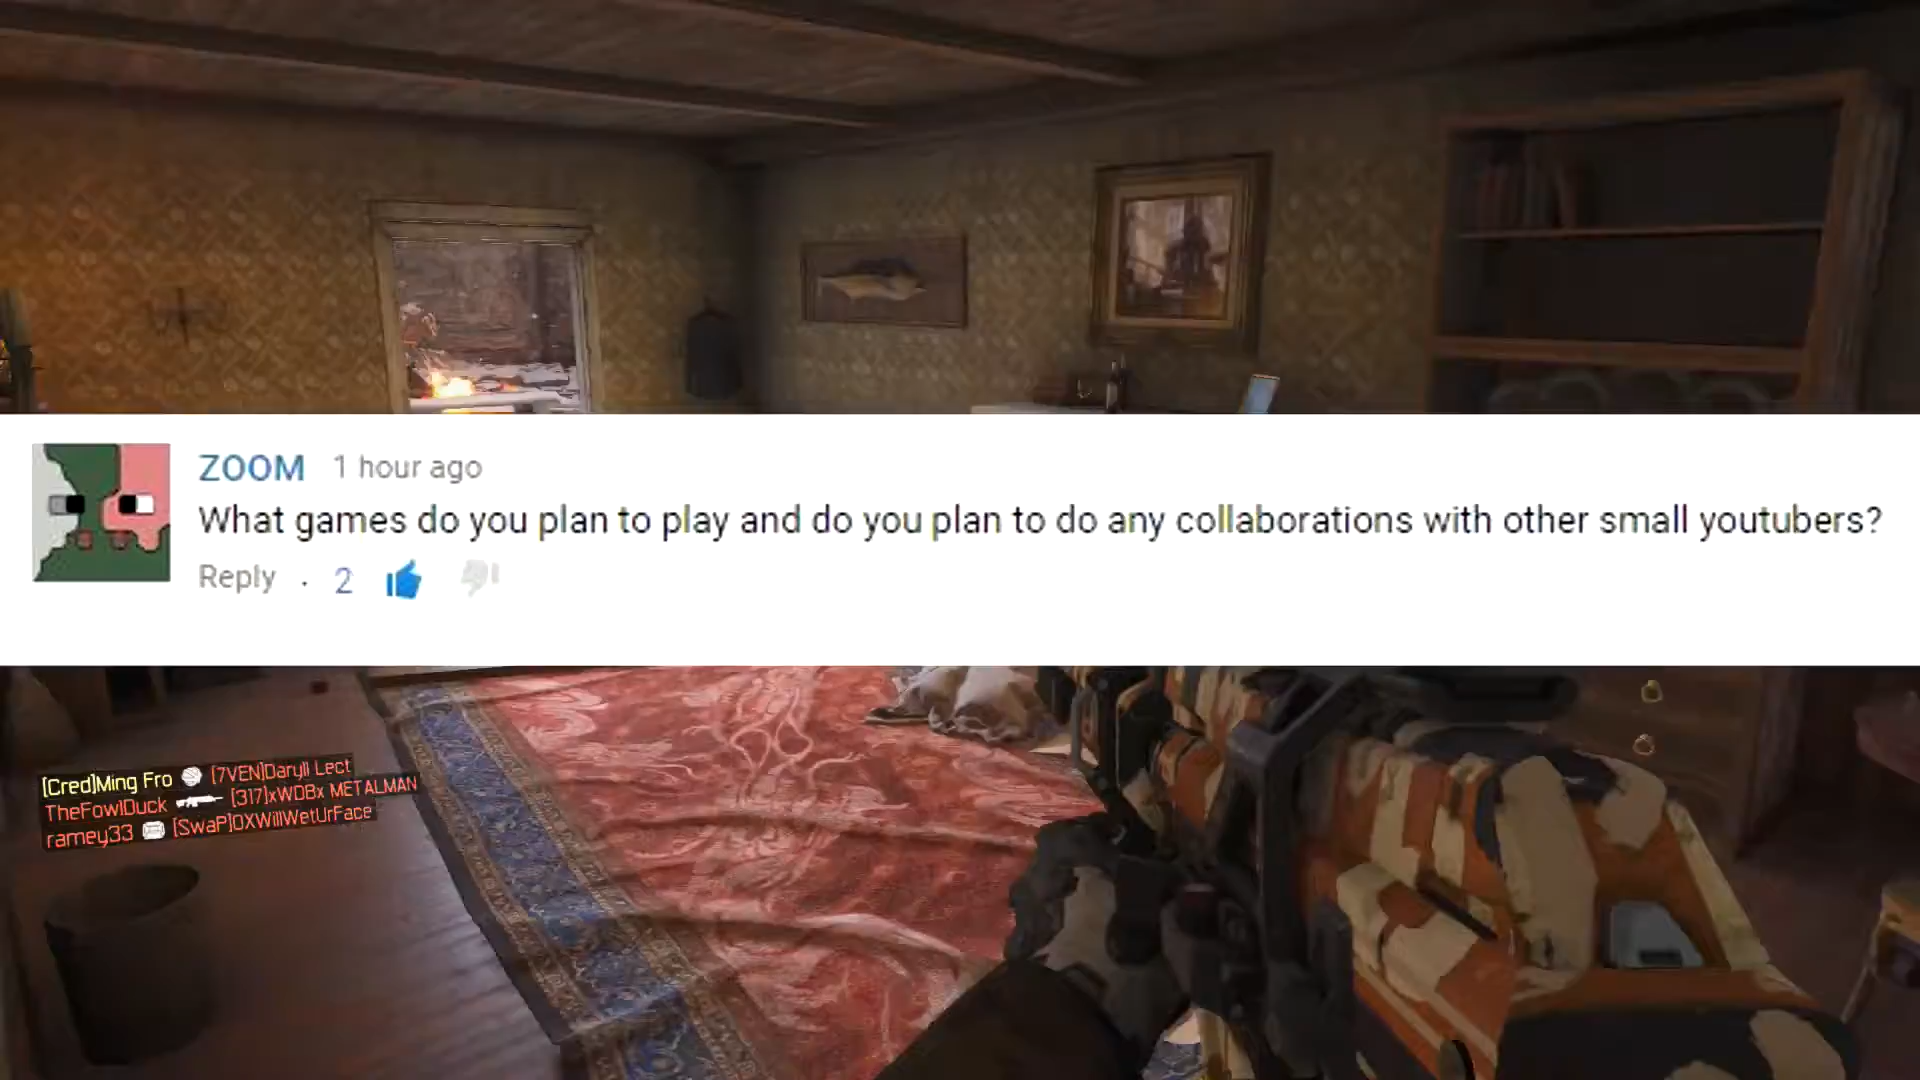 ZOOM 1 hour ago
What games do you plan to play and do you plan to do any collaborations with other small youtubers?
Reply · 2
[Cred]Ming Fro [7VEN]Daryll Lect
TheFowlDuck [317]xWDBx METALMAN
ramey33 [SwaP]0XWillWetUrFace